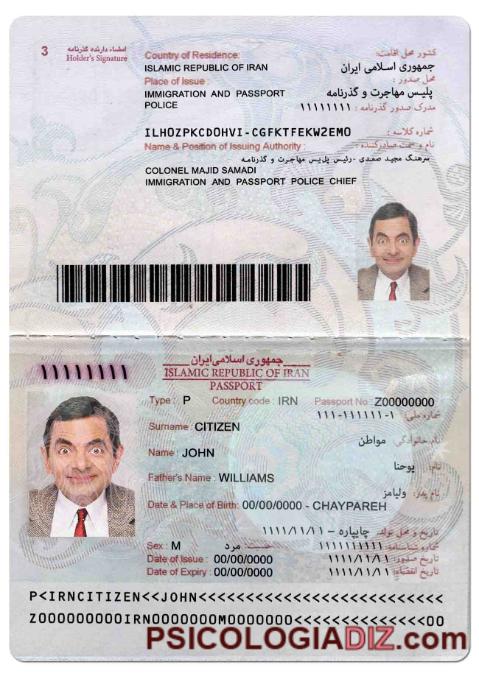 3
امضاء دارنده گذرنامه
Holder's Signature
Country of Residence:
کشور محل اقامت:
ISLAMIC REPUBLIC OF IRAN
جمهوری اسلامی ایران
Place of Issue :
محل صدور :
IMMIGRATION AND PASSPORT POLICE
پلیس مهاجرت و گذرنامه
۱۱۱۱۱۱۱۱ مدرک صدور گذرنامه :
ILHOZPKCDOHVI-CGFKTFEKW2EMO
شماره کلاسه :
Name & Position of Issuing Authority :
نام و سمت صادرکننده :
سرهنگ مجید صمدی -رئیس پلیس مهاجرت و گذرنامه
COLONEL MAJID SAMADI
IMMIGRATION AND PASSPORT POLICE CHIEF
جمهوری اسلامی ایران
ISLAMIC REPUBLIC OF IRAN
PASSPORT
۱۱۱۱۱۱۱۱
Type : P Country code : IRN Passport No :Z00000000
۱۱۱-۱۱۱۱۱۱-۱ شماره ملی:
Surname : CITIZEN
نام خانوادگی: مواطن
Name : JOHN
نام: یوحنا
Father's Name : WILLIAMS
نام پدر: ولیامز
Date & Place of Birth: 00/00/0000 - CHAYPAREH
تاریخ و محل تولد: چایپاره - ۱۱۱۱/۱۱/۱۱
Sex : M جنسیت: مرد
شماره شناسنامه: ۱۱۱۱۱۱۱۱۱۱
Date of Issue : 00/00/0000
تاریخ صدور: ۱۱۱۱/۱۱/۱۱
Date of Expiry : 00/00/0000
تاریخ انقضاء: ۱۱۱۱/۱۱/۱۱
P<IRNCITIZEN<<JOHN<<<<<<<<<<<<<<<<<<<<<<<<<<
Z000000000IRN0000000M0000000<<<<<<<<<<<<<<00
PSICOLOGIADIZ.com